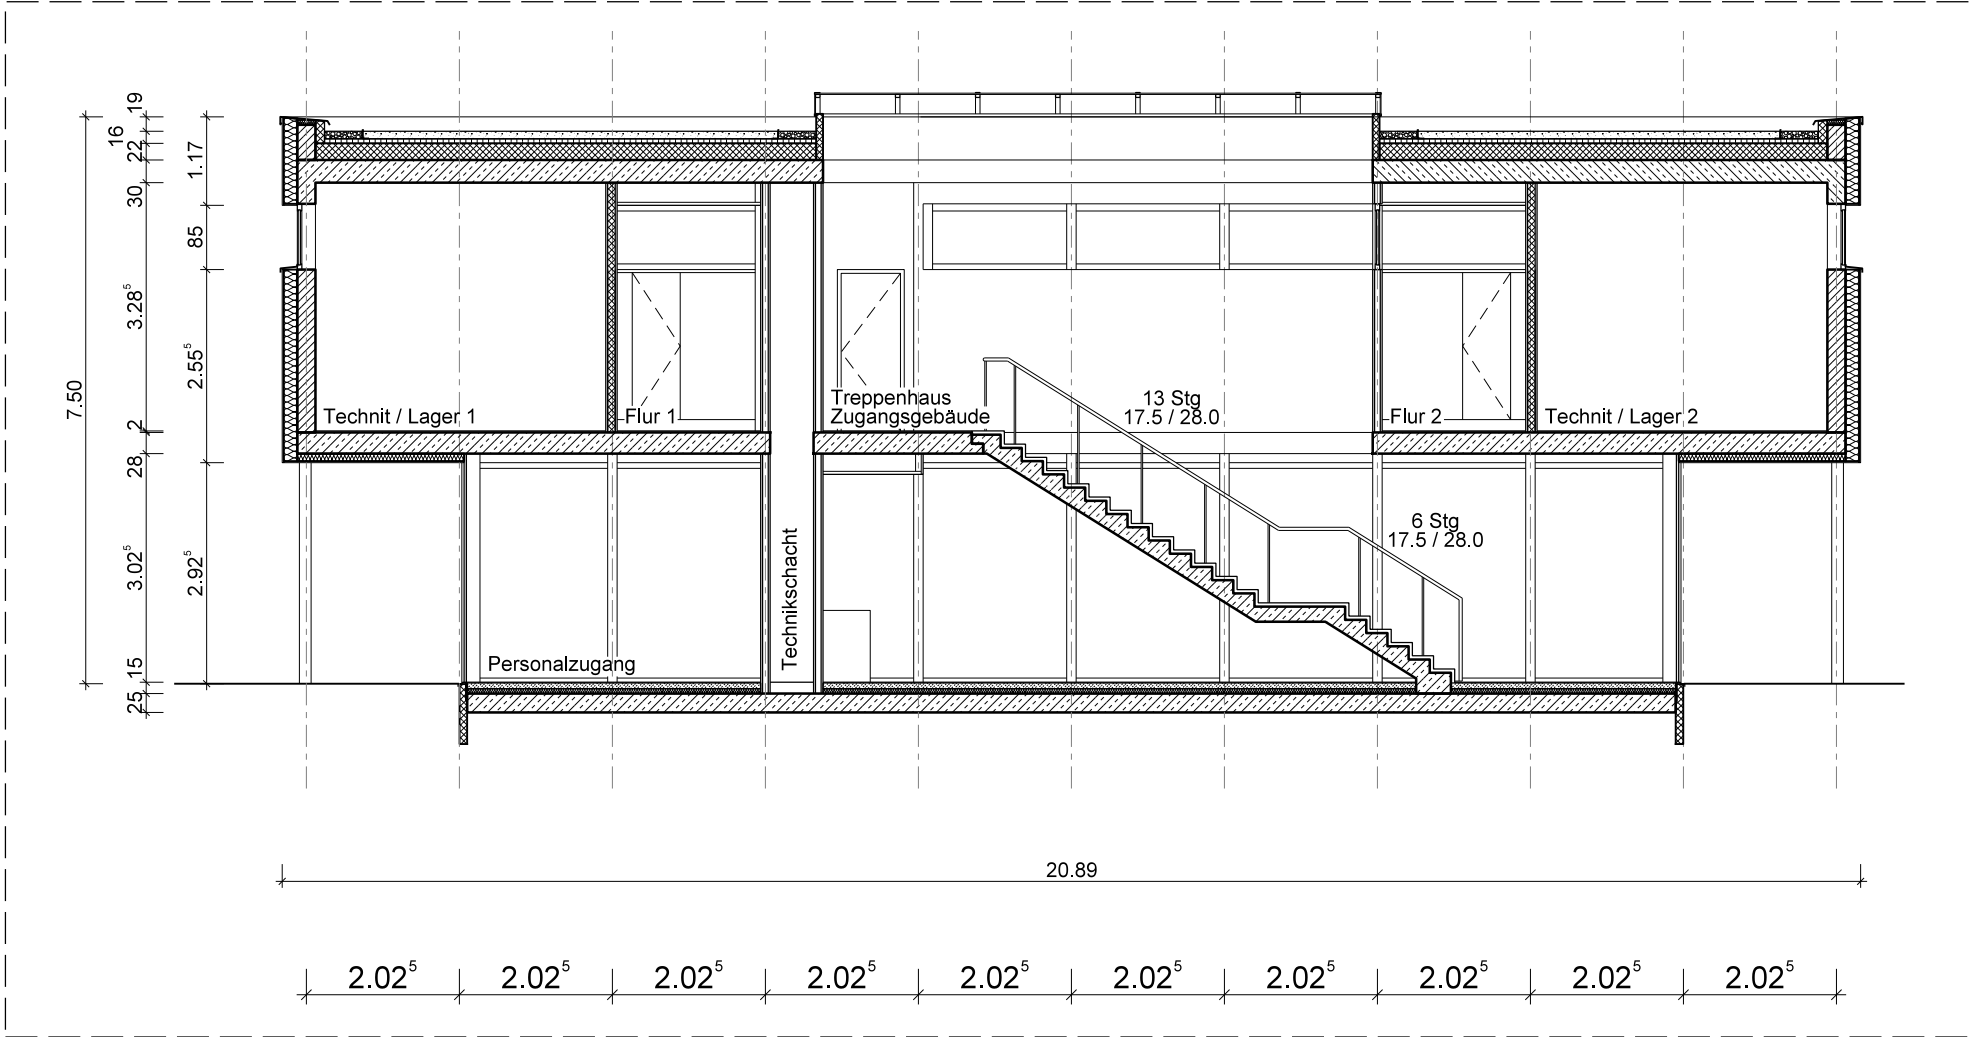 19
16
22
30
3.28⁵
2
28
3.02⁵
15
25
7.50
1.17
85
2.55⁵
2.92⁵
Technit / Lager 1
Flur 1
Treppenhaus
Zugangsgebäude
13 Stg
17.5 / 28.0
Flur 2
Technit / Lager 2
6 Stg
17.5 / 28.0
Technikschacht
Personalzugang
20.89
2.02⁵ 2.02⁵ 2.02⁵ 2.02⁵ 2.02⁵ 2.02⁵ 2.02⁵ 2.02⁵ 2.02⁵ 2.02⁵